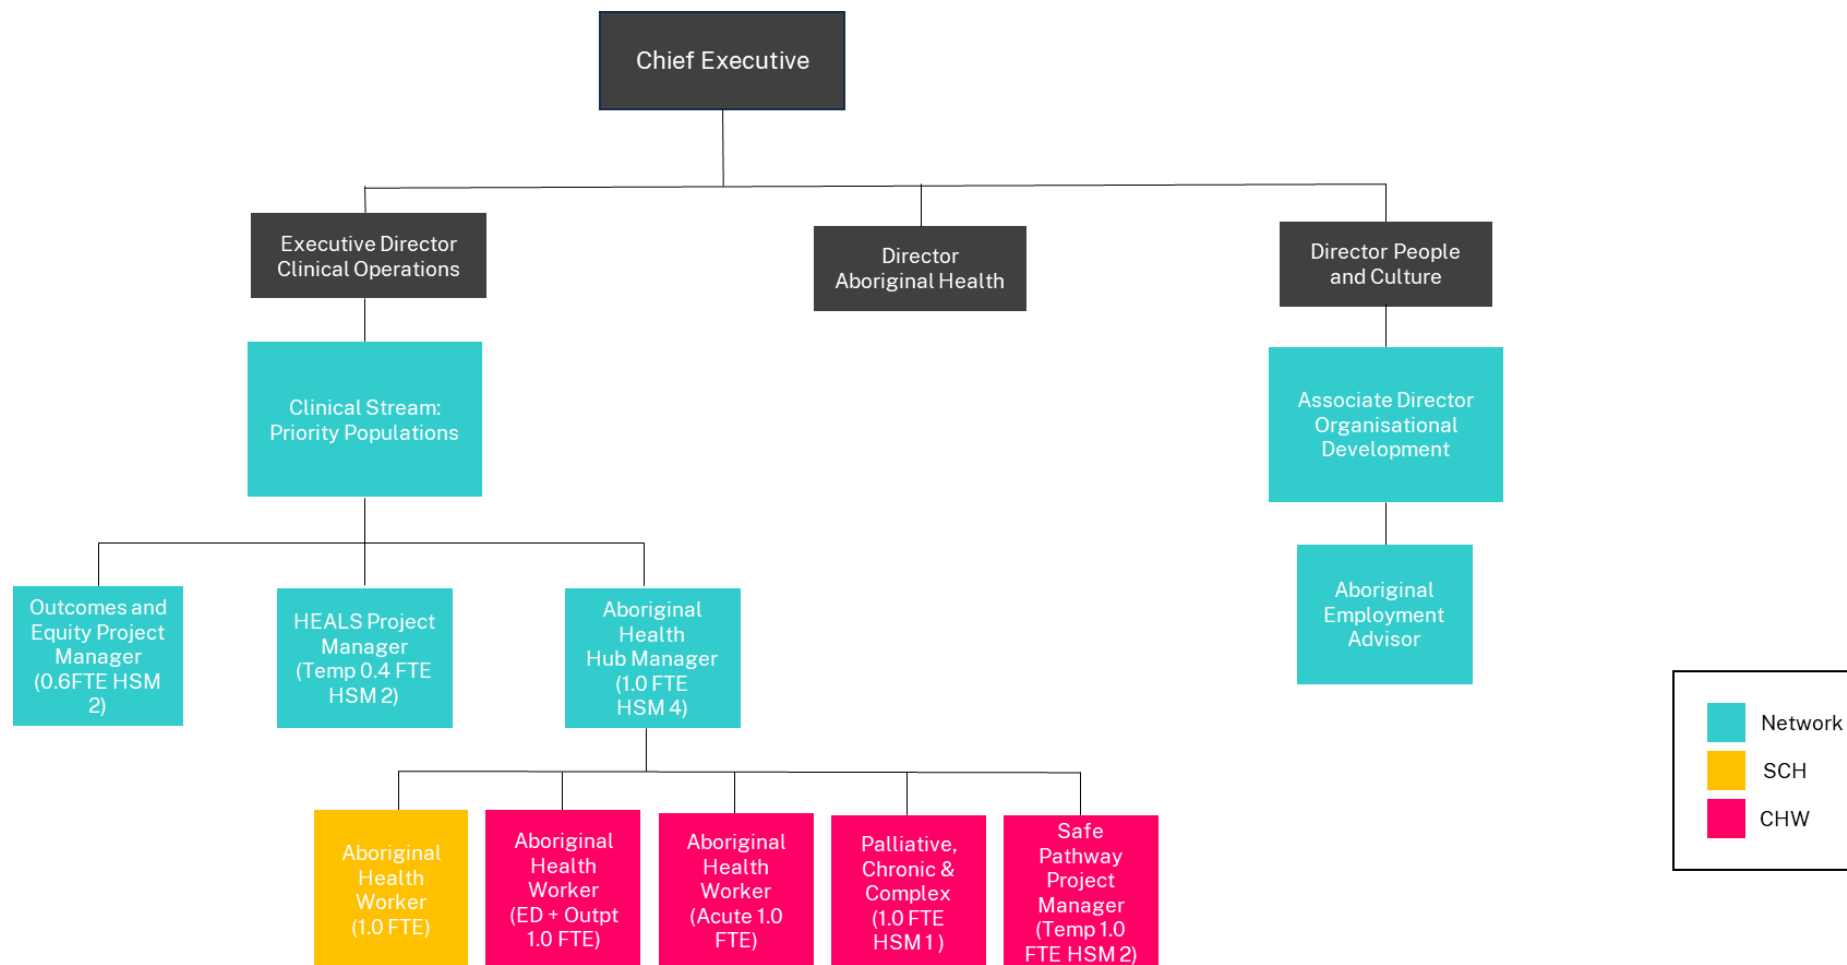 Chief Executive
Executive Director
Clinical Operations
Director
Aboriginal Health
Director People
and Culture
Clinical Stream:
Priority Populations
Associate Director
Organisational
Development
Outcomes and
Equity Project
Manager
(0.6FTE HSM
2)
HEALS Project
Manager
(Temp 0.4 FTE
HSM 2)
Aboriginal
Health
Hub Manager
(1.0 FTE
HSM 4)
Aboriginal
Employment
Advisor
Aboriginal
Health
Worker
(1.0 FTE)
Aboriginal
Health
Worker
(ED + Outpt
1.0 FTE)
Aboriginal
Health
Worker
(Acute 1.0
FTE)
Palliative,
Chronic &
Complex
(1.0 FTE
HSM 1 )
Safe
Pathway
Project
Manager
(Temp 1.0
FTE HSM 2)
Network
SCH
CHW